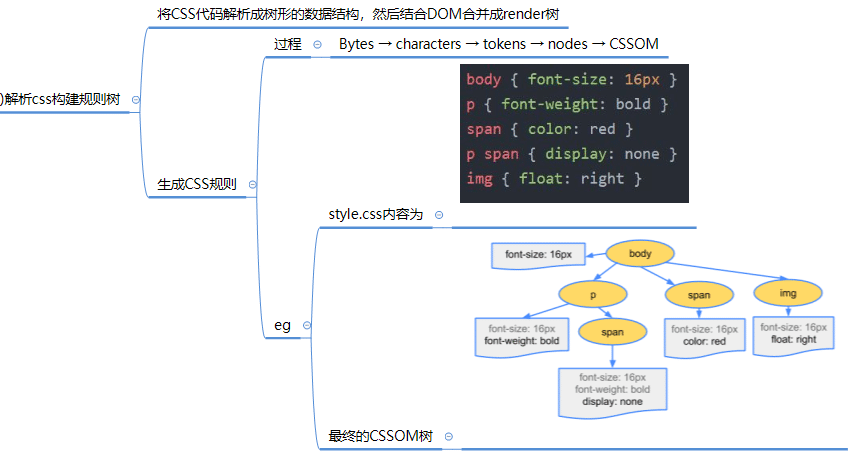 将CSS代码解析成树形的数据结构，然后结合DOM合并成render树
)解析css构建规则树
生成CSS规则
过程
Bytes → characters → tokens → nodes → CSSOM
eg
style.css内容为
body { font-size: 16px }
p { font-weight: bold }
span { color: red }
p span { display: none }
img { float: right }
最终的CSSOM树
body
font-size: 16px
p
span
img
font-size: 16px
font-weight: bold
span
font-size: 16px
color: red
font-size: 16px
float: right
font-size: 16px
font-weight: bold
display: none